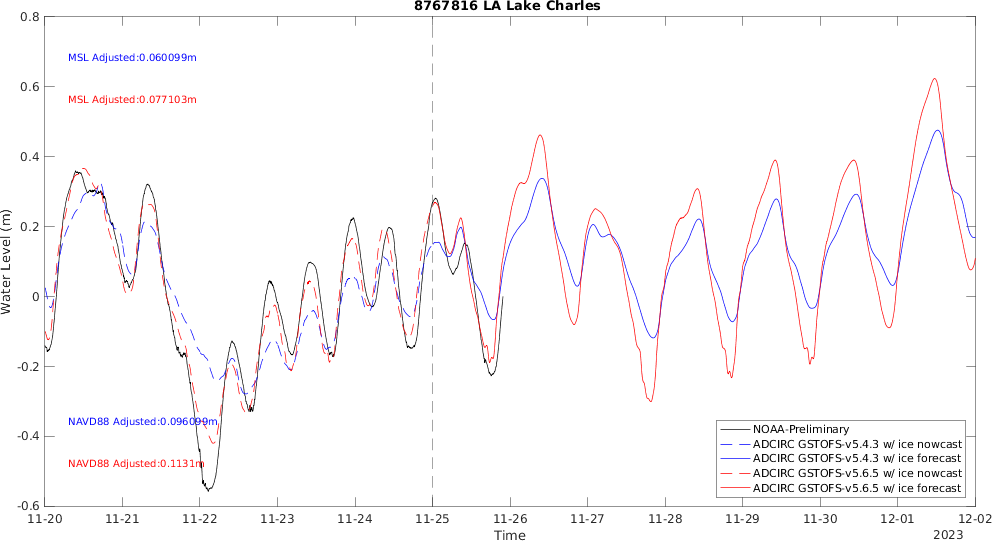 8767816 LA Lake Charles
0.8
0.6
0.4
0.2
0
-0.2
-0.4
-0.6
Water Level (m)
MSL Adjusted:0.060099m
MSL Adjusted:0.077103m
NAVD88 Adjusted:0.096099m
NAVD88 Adjusted:0.1131m
NOAA-Preliminary
ADCIRC GSTOFS-v5.4.3 w/ ice nowcast
ADCIRC GSTOFS-v5.4.3 w/ ice forecast
ADCIRC GSTOFS-v5.6.5 w/ ice nowcast
ADCIRC GSTOFS-v5.6.5 w/ ice forecast
11-20 11-21 11-22 11-23 11-24 11-25 11-26 11-27 11-28 11-29 11-30 12-01 12-02
Time
2023